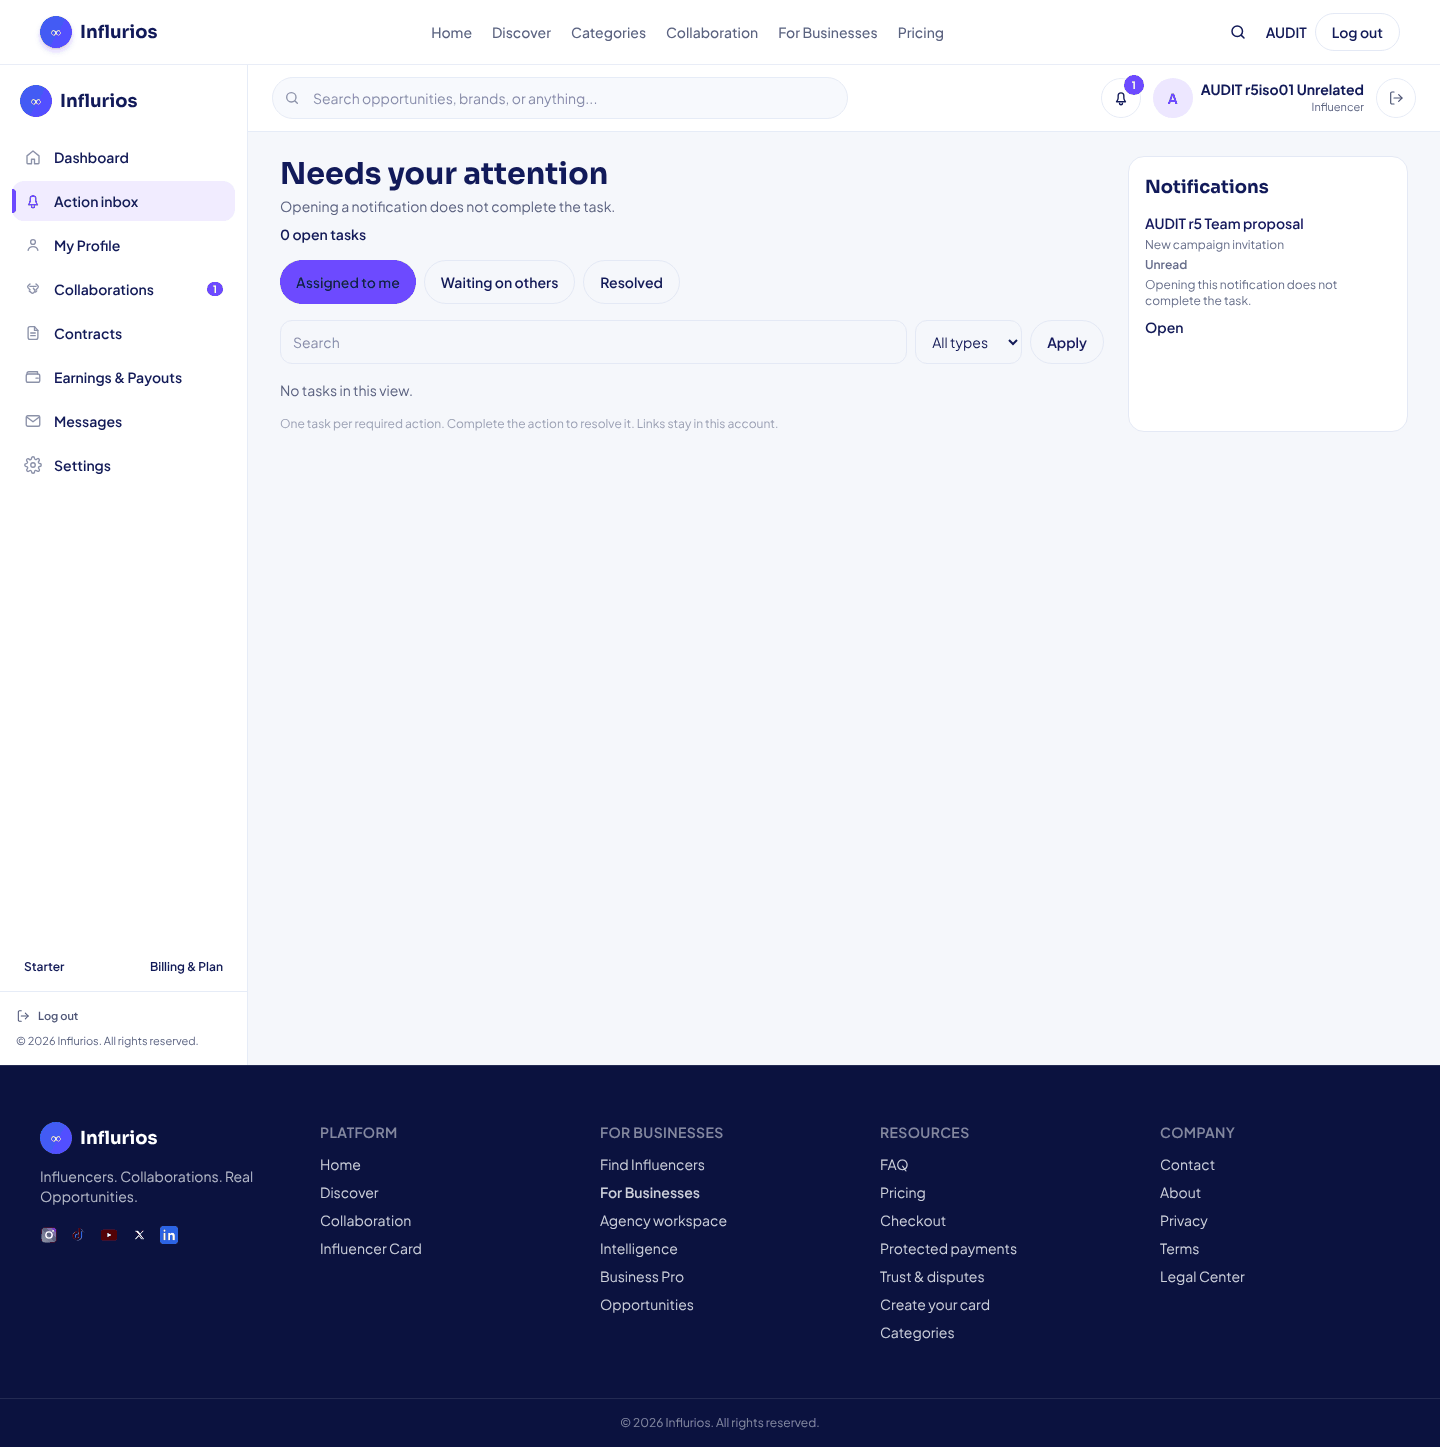 Influrios
Home Discover Categories Collaboration For Businesses Pricing
AUDIT Log out
Influrios
Dashboard
Action inbox
My Profile
Collaborations 1
Contracts
Earnings & Payouts
Messages
Settings
Starter Billing & Plan
Log out
© 2026 Influrios. All rights reserved.
Search opportunities, brands, or anything...
1
A
AUDIT r5iso01 Unrelated
Influencer
Needs your attention
Opening a notification does not complete the task.
0 open tasks
Assigned to me Waiting on others Resolved
Search All types Apply
No tasks in this view.
One task per required action. Complete the action to resolve it. Links stay in this account.
Notifications
AUDIT r5 Team proposal
New campaign invitation
Unread
Opening this notification does not
complete the task.
Open
Influrios
Influencers. Collaborations. Real
Opportunities.
PLATFORM
Home
Discover
Collaboration
Influencer Card
FOR BUSINESSES
Find Influencers
For Businesses
Agency workspace
Intelligence
Business Pro
Opportunities
RESOURCES
FAQ
Pricing
Checkout
Protected payments
Trust & disputes
Create your card
Categories
COMPANY
Contact
About
Privacy
Terms
Legal Center
© 2026 Influrios. All rights reserved.